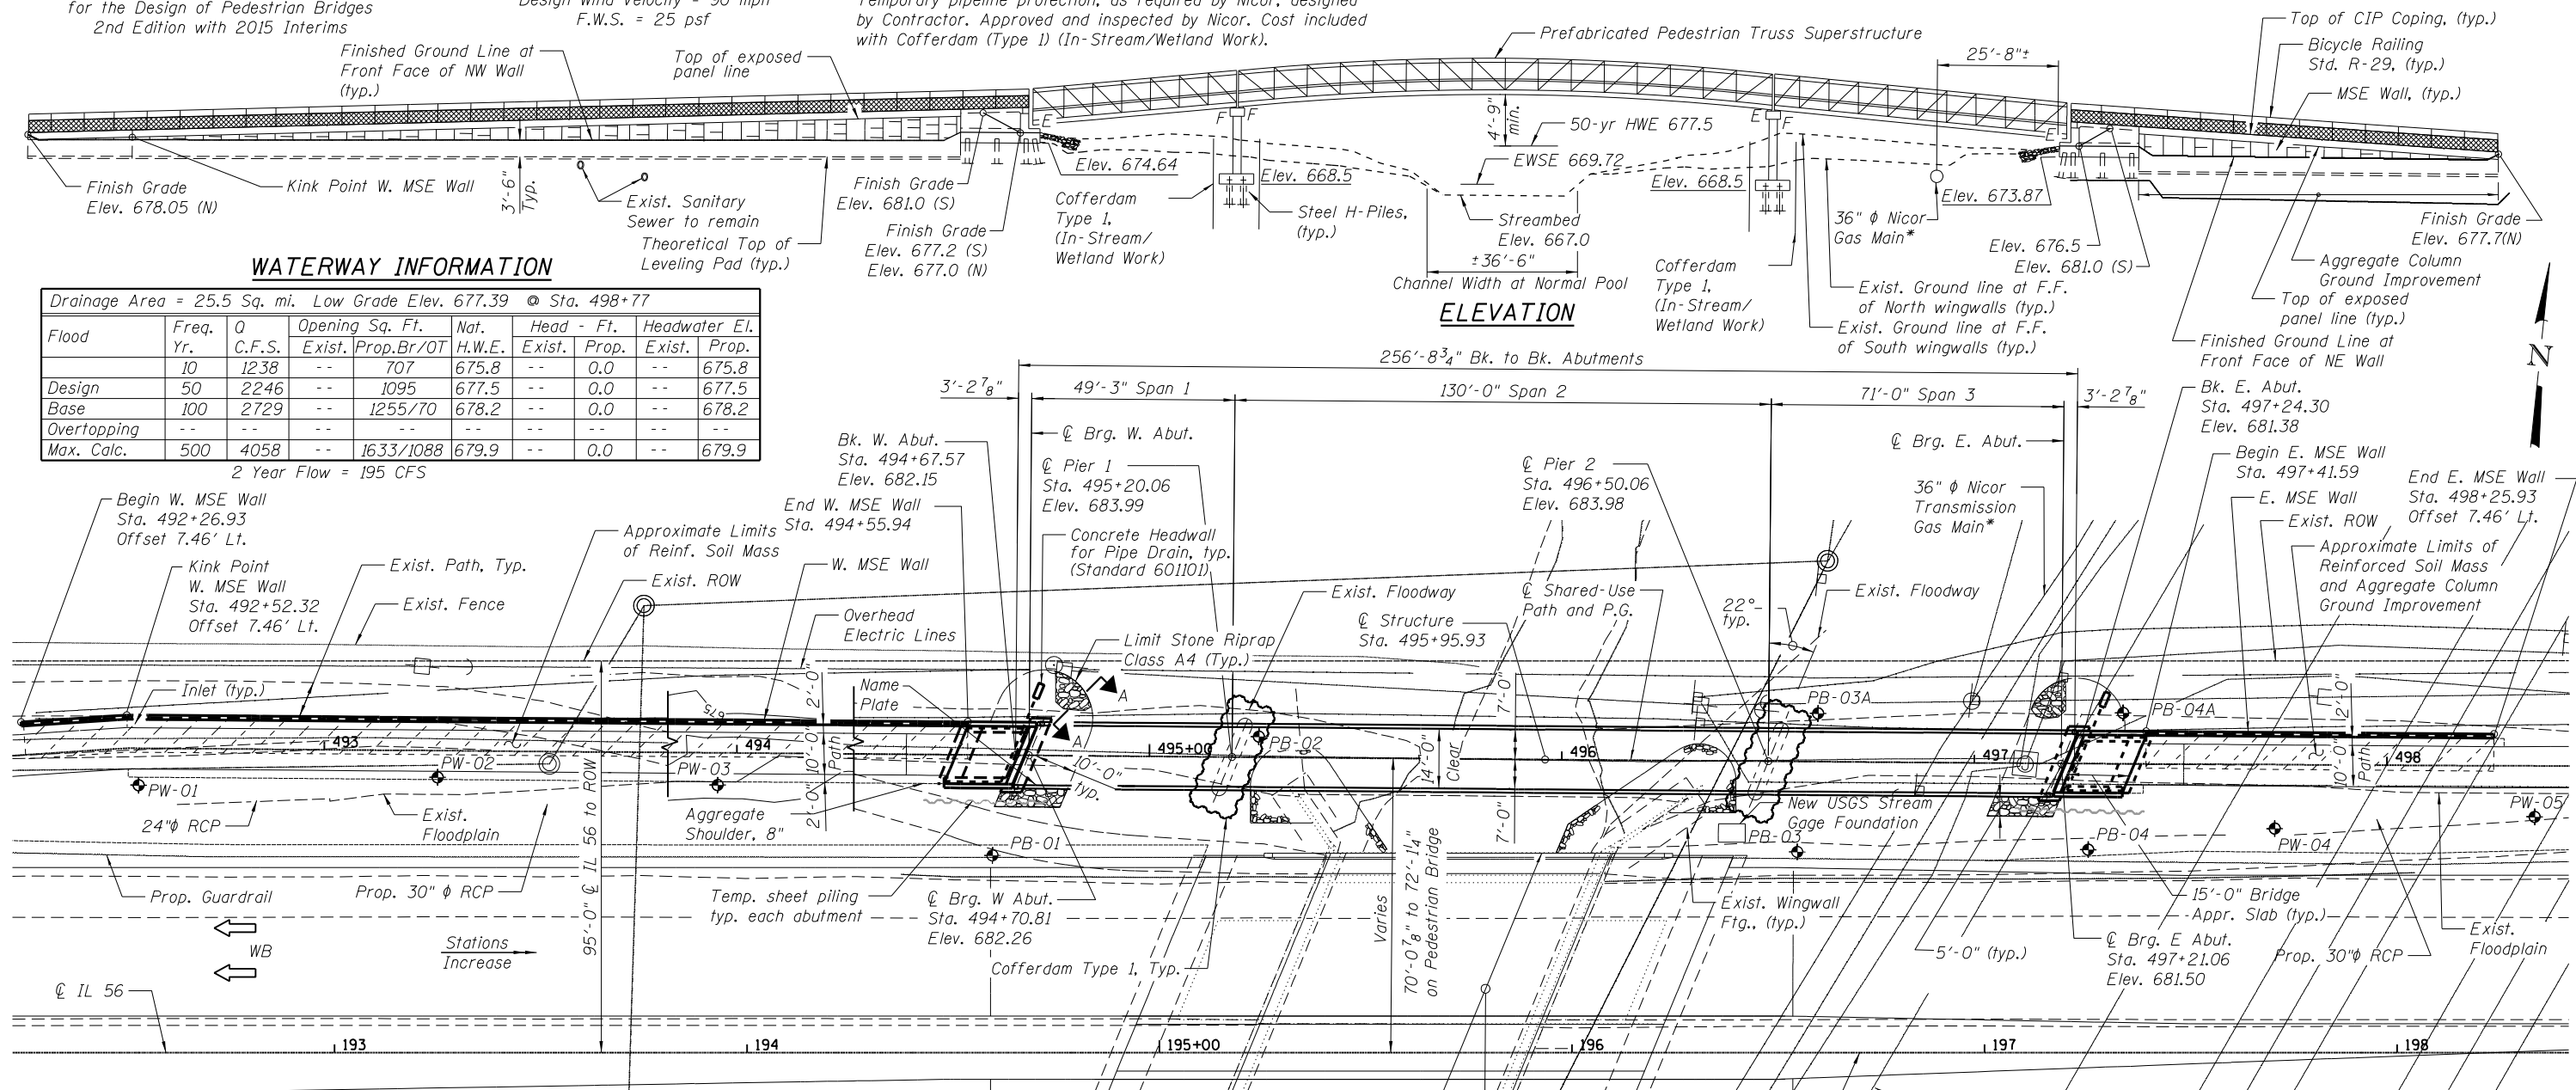 for the Design of Pedestrian Bridges
2nd Edition with 2015 Interims
Design Wind Velocity = 90 mph
F.W.S. = 25 psf
Temporary pipeline protection, as required by Nicor, designed
by Contractor. Approved and inspected by Nicor. Cost included
with Cofferdam (Type 1) (In-Stream/Wetland Work).
Finished Ground Line at
Front Face of NW Wall
(typ.)
Top of exposed
panel line
Prefabricated Pedestrian Truss Superstructure
25'-8"±
Top of CIP Coping, (typ.)
Bicycle Railing
Std. R-29, (typ.)
MSE Wall, (typ.)
E
F
F
E
F
E
4'-9"
min.
50-yr HWE 677.5
EWSE 669.72
Finish Grade
Elev. 678.05 (N)
Kink Point W. MSE Wall
3'-6"
Typ.
Exist. Sanitary
Sewer to remain
Theoretical Top of
Leveling Pad (typ.)
Finish Grade
Elev. 681.0 (S)
Finish Grade
Elev. 677.2 (S)
Elev. 677.0 (N)
Elev. 674.64
Cofferdam
Type 1,
(In-Stream/
Wetland Work)
Elev. 668.5
Steel H-Piles,
(typ.)
Streambed
Elev. 667.0
±36'-6"
Channel Width at Normal Pool
Elev. 668.5
Cofferdam
Type 1,
(In-Stream/
Wetland Work)
36" ϕ Nicor
Gas Main*
Elev. 673.87
Exist. Ground line at F.F.
of North wingwalls (typ.)
Exist. Ground line at F.F.
of South wingwalls (typ.)
Elev. 676.5
Elev. 681.0 (S)
Finish Grade
Elev. 677.7(N)
Aggregate Column
Ground Improvement
Top of exposed
panel line (typ.)
Finished Ground Line at
Front Face of NE Wall
ELEVATION
N
WATERWAY INFORMATION
Drainage Area = 25.5 Sq. mi. Low Grade Elev. 677.39 @ Sta. 498+77
Flood Freq. Yr. Q C.F.S. Opening Sq. Ft. Nat. H.W.E. Head - Ft. Headwater El.
Exist. Prop.Br/OT Exist. Prop. Exist. Prop.
10 1238 -- 707 675.8 -- 0.0 -- 675.8
Design 50 2246 -- 1095 677.5 -- 0.0 -- 677.5
Base 100 2729 -- 1255/70 678.2 -- 0.0 -- 678.2
Overtopping -- -- -- -- -- -- -- -- --
Max. Calc. 500 4058 -- 1633/1088 679.9 -- 0.0 -- 679.9
2 Year Flow = 195 CFS
256'-8¾" Bk. to Bk. Abutments
3'-2⅞"
49'-3" Span 1
130'-0" Span 2
71'-0" Span 3
3'-2⅞"
Begin W. MSE Wall
Sta. 492+26.93
Offset 7.46' Lt.
Kink Point
W. MSE Wall
Sta. 492+52.32
Offset 7.46' Lt.
Exist. Path, Typ.
Exist. Fence
Approximate Limits
of Reinf. Soil Mass
Exist. ROW
End W. MSE Wall
Sta. 494+55.94
W. MSE Wall
Overhead
Electric Lines
Bk. W. Abut.
Sta. 494+67.57
Elev. 682.15
℄ Brg. W. Abut.
℄ Pier 1
Sta. 495+20.06
Elev. 683.99
Concrete Headwall
for Pipe Drain, typ.
(Standard 601101)
Limit Stone Riprap
Class A4 (Typ.)
Exist. Floodway
℄ Structure
Sta. 495+95.93
℄ Pier 2
Sta. 496+50.06
Elev. 683.98
℄ Shared-Use
Path and P.G.
22°
typ.
Exist. Floodway
℄ Brg. E. Abut.
36" ϕ Nicor
Transmission
Gas Main*
Bk. E. Abut.
Sta. 497+24.30
Elev. 681.38
Begin E. MSE Wall
Sta. 497+41.59
E. MSE Wall
Exist. ROW
End E. MSE Wall
Sta. 498+25.93
Offset 7.46' Lt.
Approximate Limits of
Reinforced Soil Mass
and Aggregate Column
Ground Improvement
Inlet (typ.)
675
Name
Plate
2'-0"
10'-0"
Path
2'-0"
A
A
10'-0"
typ.
493
494
495+00
496
497
498
7'-0"
14'-0"
Clear
7'-0"
2'-0"
10'-0"
Path
PW-01
PW-02
PW-03
PB-01
PB-02
PB-03A
PB-03
PB-04A
PB-04
PW-04
PW-05
24"ϕ RCP
Exist.
Floodplain
Aggregate
Shoulder, 8"
New USGS Stream
Gage Foundation
Prop. Guardrail
Prop. 30" ϕ RCP
95'-0" ℄ IL 56 to ROW
Temp. sheet piling
typ. each abutment
℄ Brg. W Abut.
Sta. 494+70.81
Elev. 682.26
Cofferdam Type 1, Typ.
Varies
70'-0⅞" to 72'-1¼"
on Pedestrian Bridge
Exist. Wingwall
Ftg., (typ.)
5'-0" (typ.)
15'-0" Bridge
Appr. Slab (typ.)
℄ Brg. E Abut.
Sta. 497+21.06
Elev. 681.50
Prop. 30"ϕ RCP
Exist.
Floodplain
WB
Stations
Increase
℄ IL 56
193
194
195+00
196
197
198